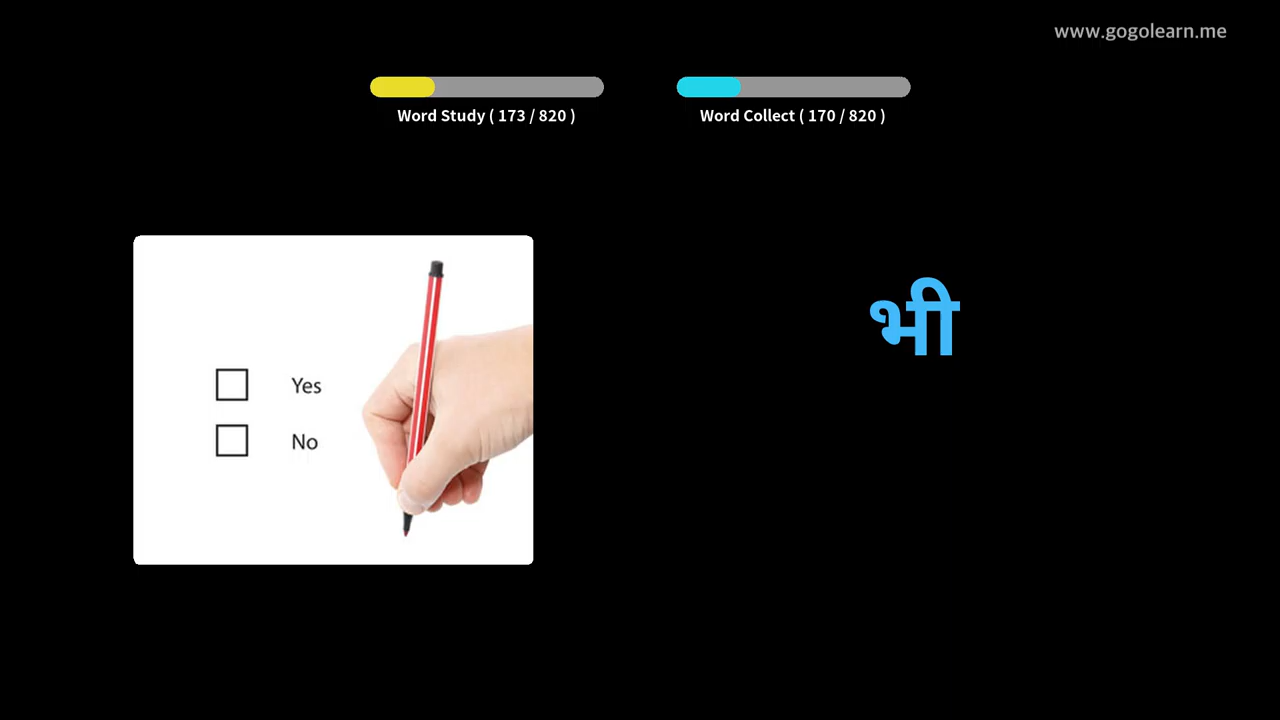 www.gogolearn.me
Word Study ( 173 / 820 )
Word Collect ( 170 / 820 )
Yes
No
भी